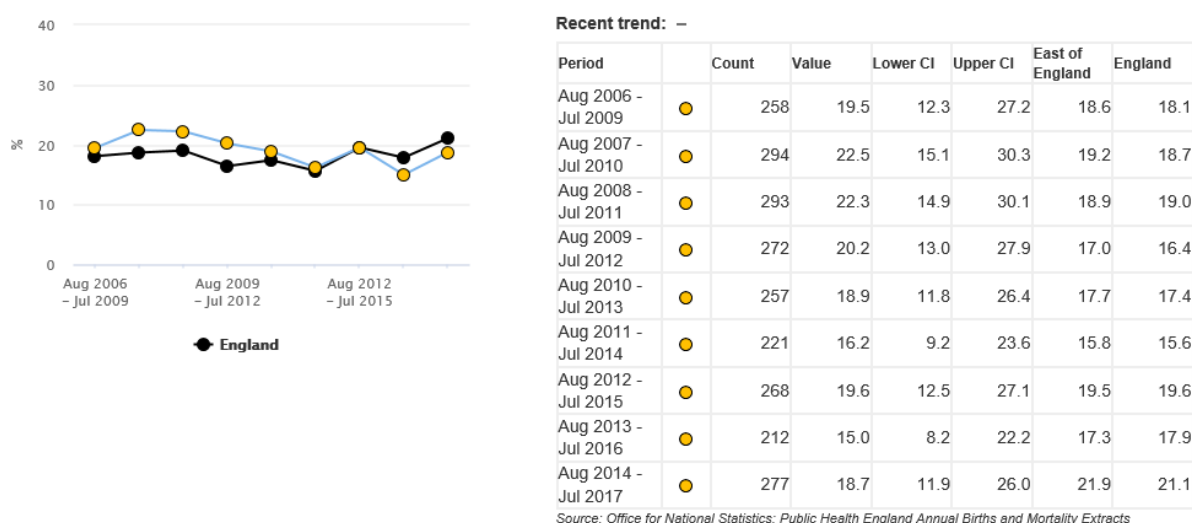 40
30
20
10
0
%
Aug 2006
– Jul 2009
Aug 2009
– Jul 2012
Aug 2012
– Jul 2015
England
Recent trend: –
Period Count Value Lower CI Upper CI East of England England
Aug 2006 -
Jul 2009 258 19.5 12.3 27.2 18.6 18.1
Aug 2007 -
Jul 2010 294 22.5 15.1 30.3 19.2 18.7
Aug 2008 -
Jul 2011 293 22.3 14.9 30.1 18.9 19.0
Aug 2009 -
Jul 2012 272 20.2 13.0 27.9 17.0 16.4
Aug 2010 -
Jul 2013 257 18.9 11.8 26.4 17.7 17.4
Aug 2011 -
Jul 2014 221 16.2 9.2 23.6 15.8 15.6
Aug 2012 -
Jul 2015 268 19.6 12.5 27.1 19.5 19.6
Aug 2013 -
Jul 2016 212 15.0 8.2 22.2 17.3 17.9
Aug 2014 -
Jul 2017 277 18.7 11.9 26.0 21.9 21.1
Source: Office for National Statistics: Public Health England Annual Births and Mortality Extracts